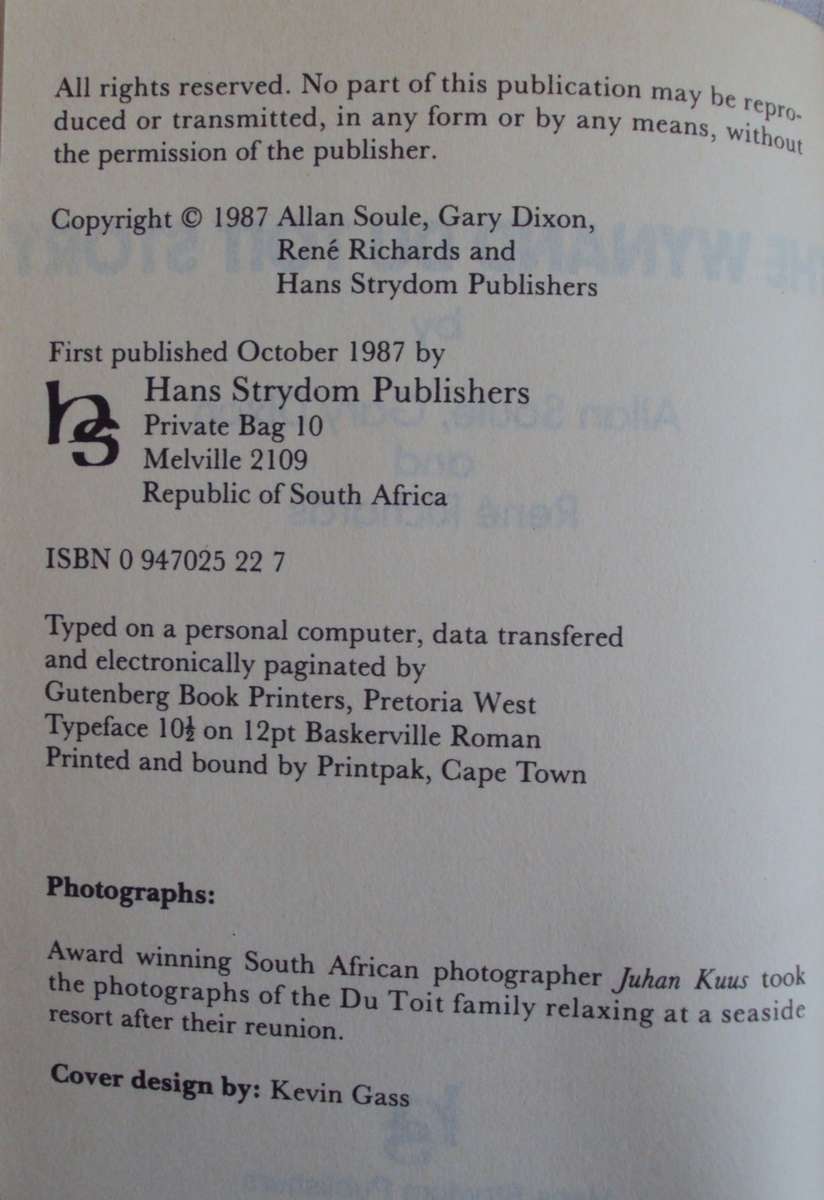 All rights reserved. No part of this publication may be repro-
duced or transmitted, in any form or by any means, without
the permission of the publisher.
Copyright © 1987 Allan Soule, Gary Dixon,
René Richards and
Hans Strydom Publishers
First published October 1987 by
hs
Hans Strydom Publishers
Private Bag 10
Melville 2109
Republic of South Africa
ISBN 0 947025 22 7
Typed on a personal computer, data transfered
and electronically paginated by
Gutenberg Book Printers, Pretoria West
Typeface 10½ on 12pt Baskerville Roman
Printed and bound by Printpak, Cape Town
Photographs:
Award winning South African photographer Juhan Kuus took
the photographs of the Du Toit family relaxing at a seaside
resort after their reunion.
Cover design by: Kevin Gass